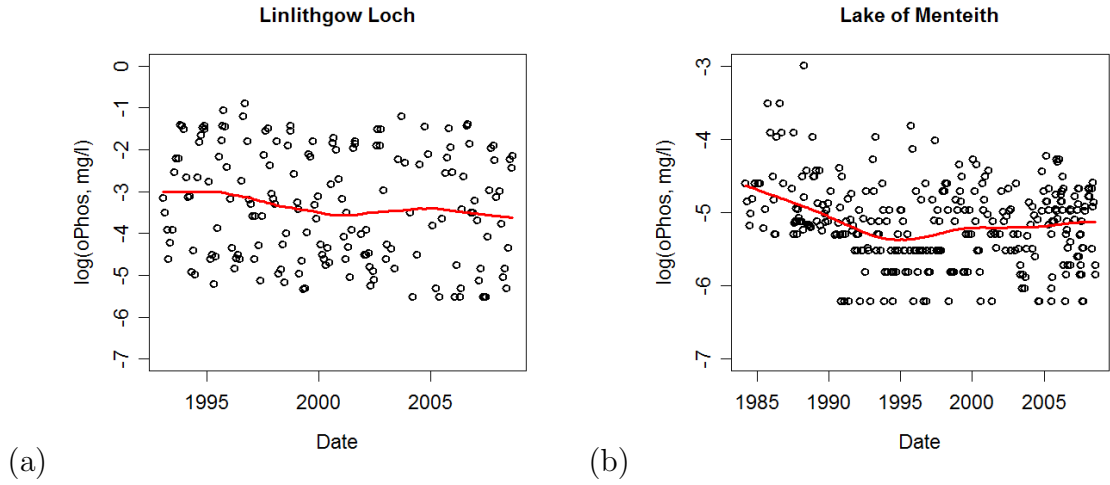 Linlithgow Loch
0
-1
-2
-3
-4
-5
-6
-7
log(oPhos, mg/l)
1995 2000 2005
Date
(a)
Lake of Menteith
-3
-4
-5
-6
-7
log(oPhos, mg/l)
1985 1990 1995 2000 2005
Date
(b)